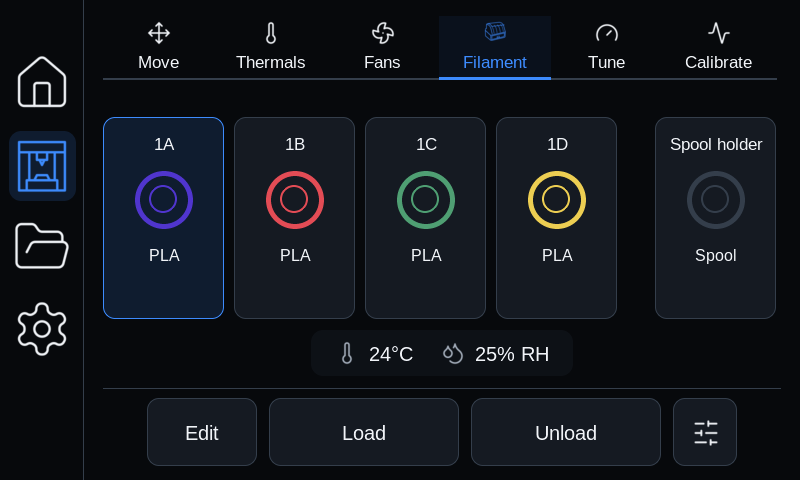 Move
Thermals
Fans
Filament
Tune
Calibrate
1A
1B
1C
1D
Spool holder
PLA
PLA
PLA
PLA
Spool
24°C
25% RH
Edit
Load
Unload